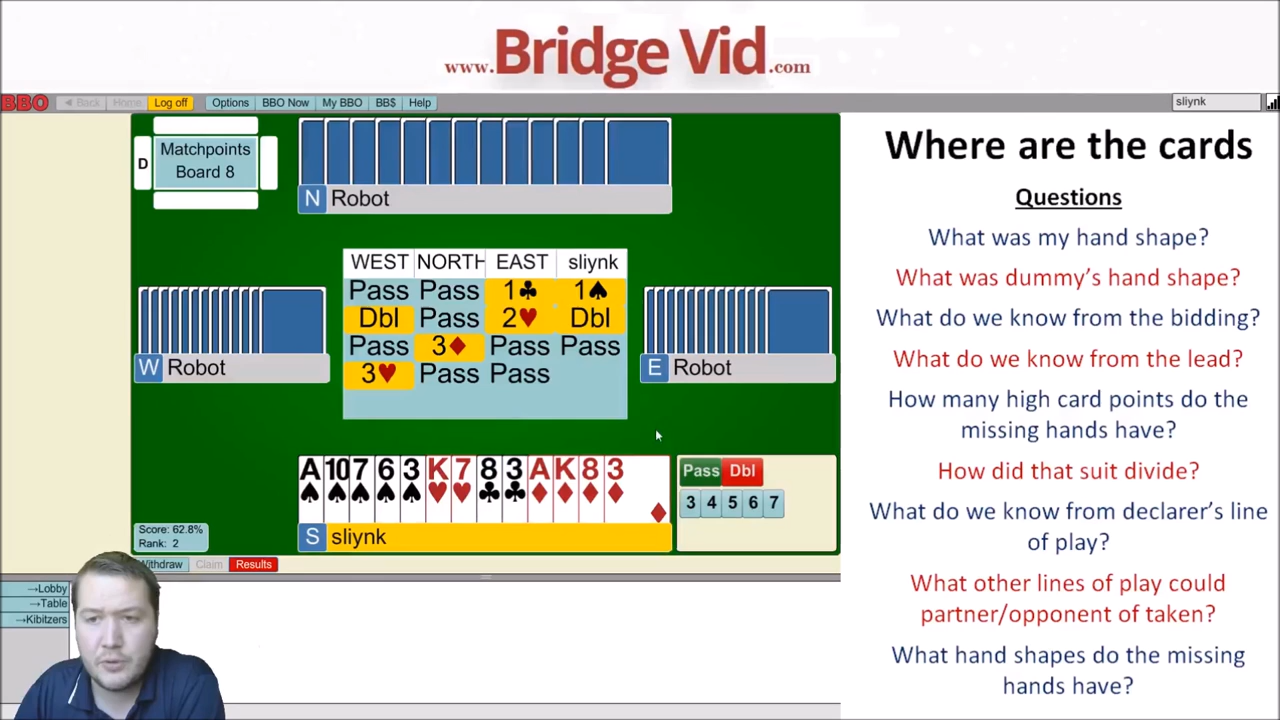 www.Bridge Vid.com
BBO Back Home Log off Options BBO Now My BBO BB$ Help sliynk
D Matchpoints
Board 8
N Robot
WEST NORTH EAST sliynk
Pass Pass 1♣ 1♠
Dbl Pass 2♥ Dbl
Pass 3♦ Pass Pass
3♥ Pass Pass
W Robot
E Robot
A 10 7 6 3 K 7 8 3 A K 8 3
♠ ♠ ♠ ♠ ♠ ♥ ♥ ♣ ♣ ♦ ♦ ♦ ♦ ♦
Pass Dbl
3 4 5 6 7
Score: 62.8%
Rank: 2
S sliynk
Withdraw Claim Results
→Lobby
→Table
→Kibitzers
Where are the cards
Questions
What was my hand shape?
What was dummy's hand shape?
What do we know from the bidding?
What do we know from the lead?
How many high card points do the
missing hands have?
How did that suit divide?
What do we know from declarer's line
of play?
What other lines of play could
partner/opponent of taken?
What hand shapes do the missing
hands have?